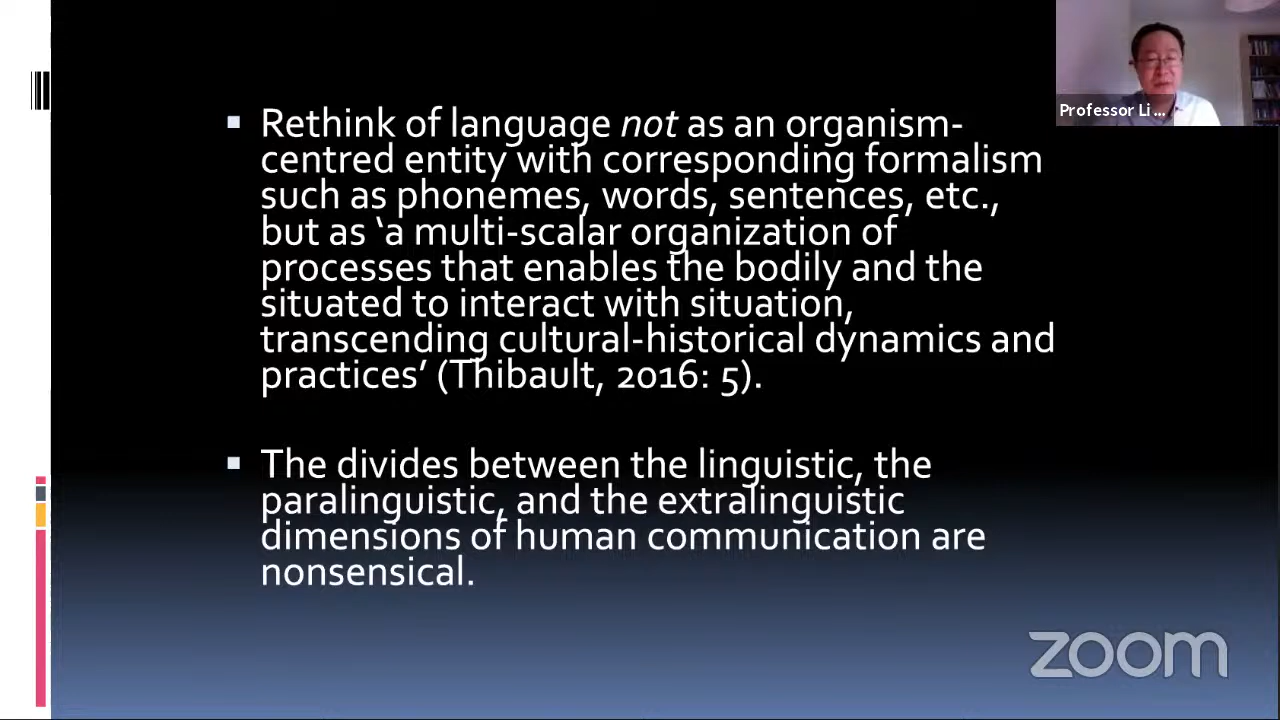 Professor Li ...
Rethink of language not as an organism-
centred entity with corresponding formalism
such as phonemes, words, sentences, etc.,
but as ‘a multi-scalar organization of
processes that enables the bodily and the
situated to interact with situation,
transcending cultural-historical dynamics and
practices’ (Thibault, 2016: 5).
The divides between the linguistic, the
paralinguistic, and the extralinguistic
dimensions of human communication are
nonsensical.
zoom